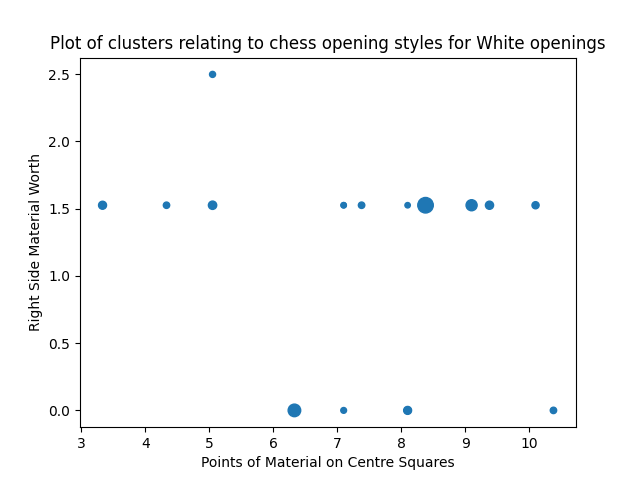 Plot of clusters relating to chess opening styles for White openings
2.5
2.0
1.5
1.0
0.5
0.0
Right Side Material Worth
3 4 5 6 7 8 9 10
Points of Material on Centre Squares